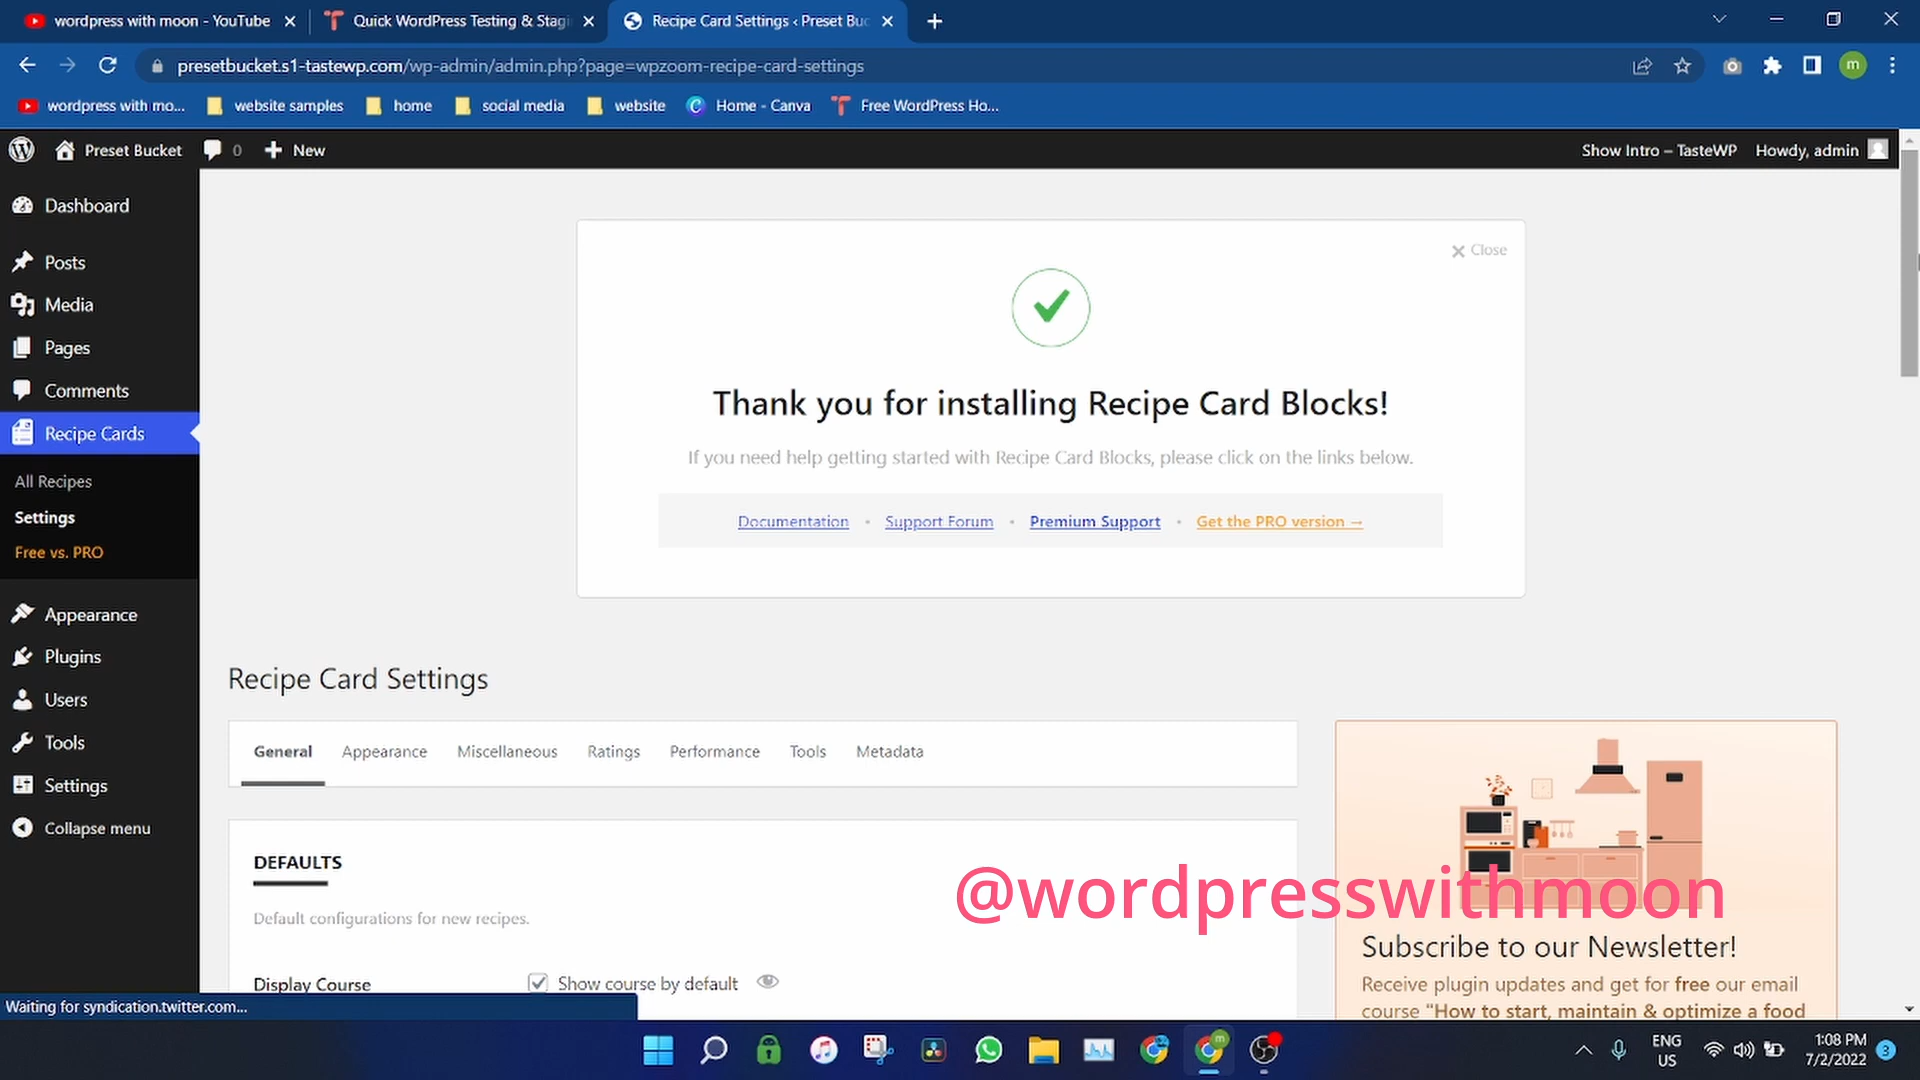 wordpress with moon - YouTube
Quick WordPress Testing & Stagi
Recipe Card Settings ‹ Preset Buc
presetbucket.s1-tastewp.com/wp-admin/admin.php?page=wpzoom-recipe-card-settings
m
wordpress with mo...
website samples
home
social media
website
Home - Canva
Free WordPress Ho...
Preset Bucket
0
New
Show Intro – TasteWP
Howdy, admin
Dashboard
Posts
Media
Pages
Comments
Recipe Cards
All Recipes
Settings
Free vs. PRO
Appearance
Plugins
Users
Tools
Settings
Collapse menu
Close
Thank you for installing Recipe Card Blocks!
If you need help getting started with Recipe Card Blocks, please click on the links below.
Documentation • Support Forum • Premium Support • Get the PRO version →
Recipe Card Settings
General
Appearance
Miscellaneous
Ratings
Performance
Tools
Metadata
DEFAULTS
Default configurations for new recipes.
Display Course
Show course by default
@wordpresswithmoon
Subscribe to our Newsletter!
Receive plugin updates and get for free our email
course "How to start, maintain & optimize a food
Waiting for syndication.twitter.com...
m
ENG
US
1:08 PM
7/2/2022
3